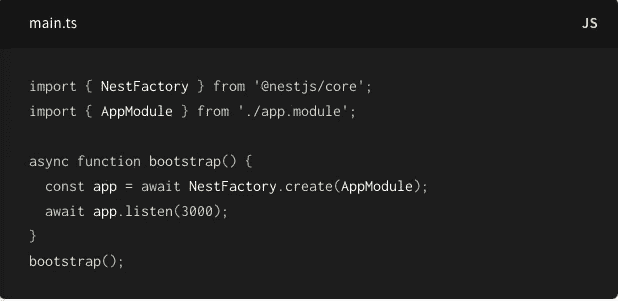 main.ts
JS
import { NestFactory } from '@nestjs/core';
import { AppModule } from './app.module';
async function bootstrap() {
  const app = await NestFactory.create(AppModule);
  await app.listen(3000);
}
bootstrap();